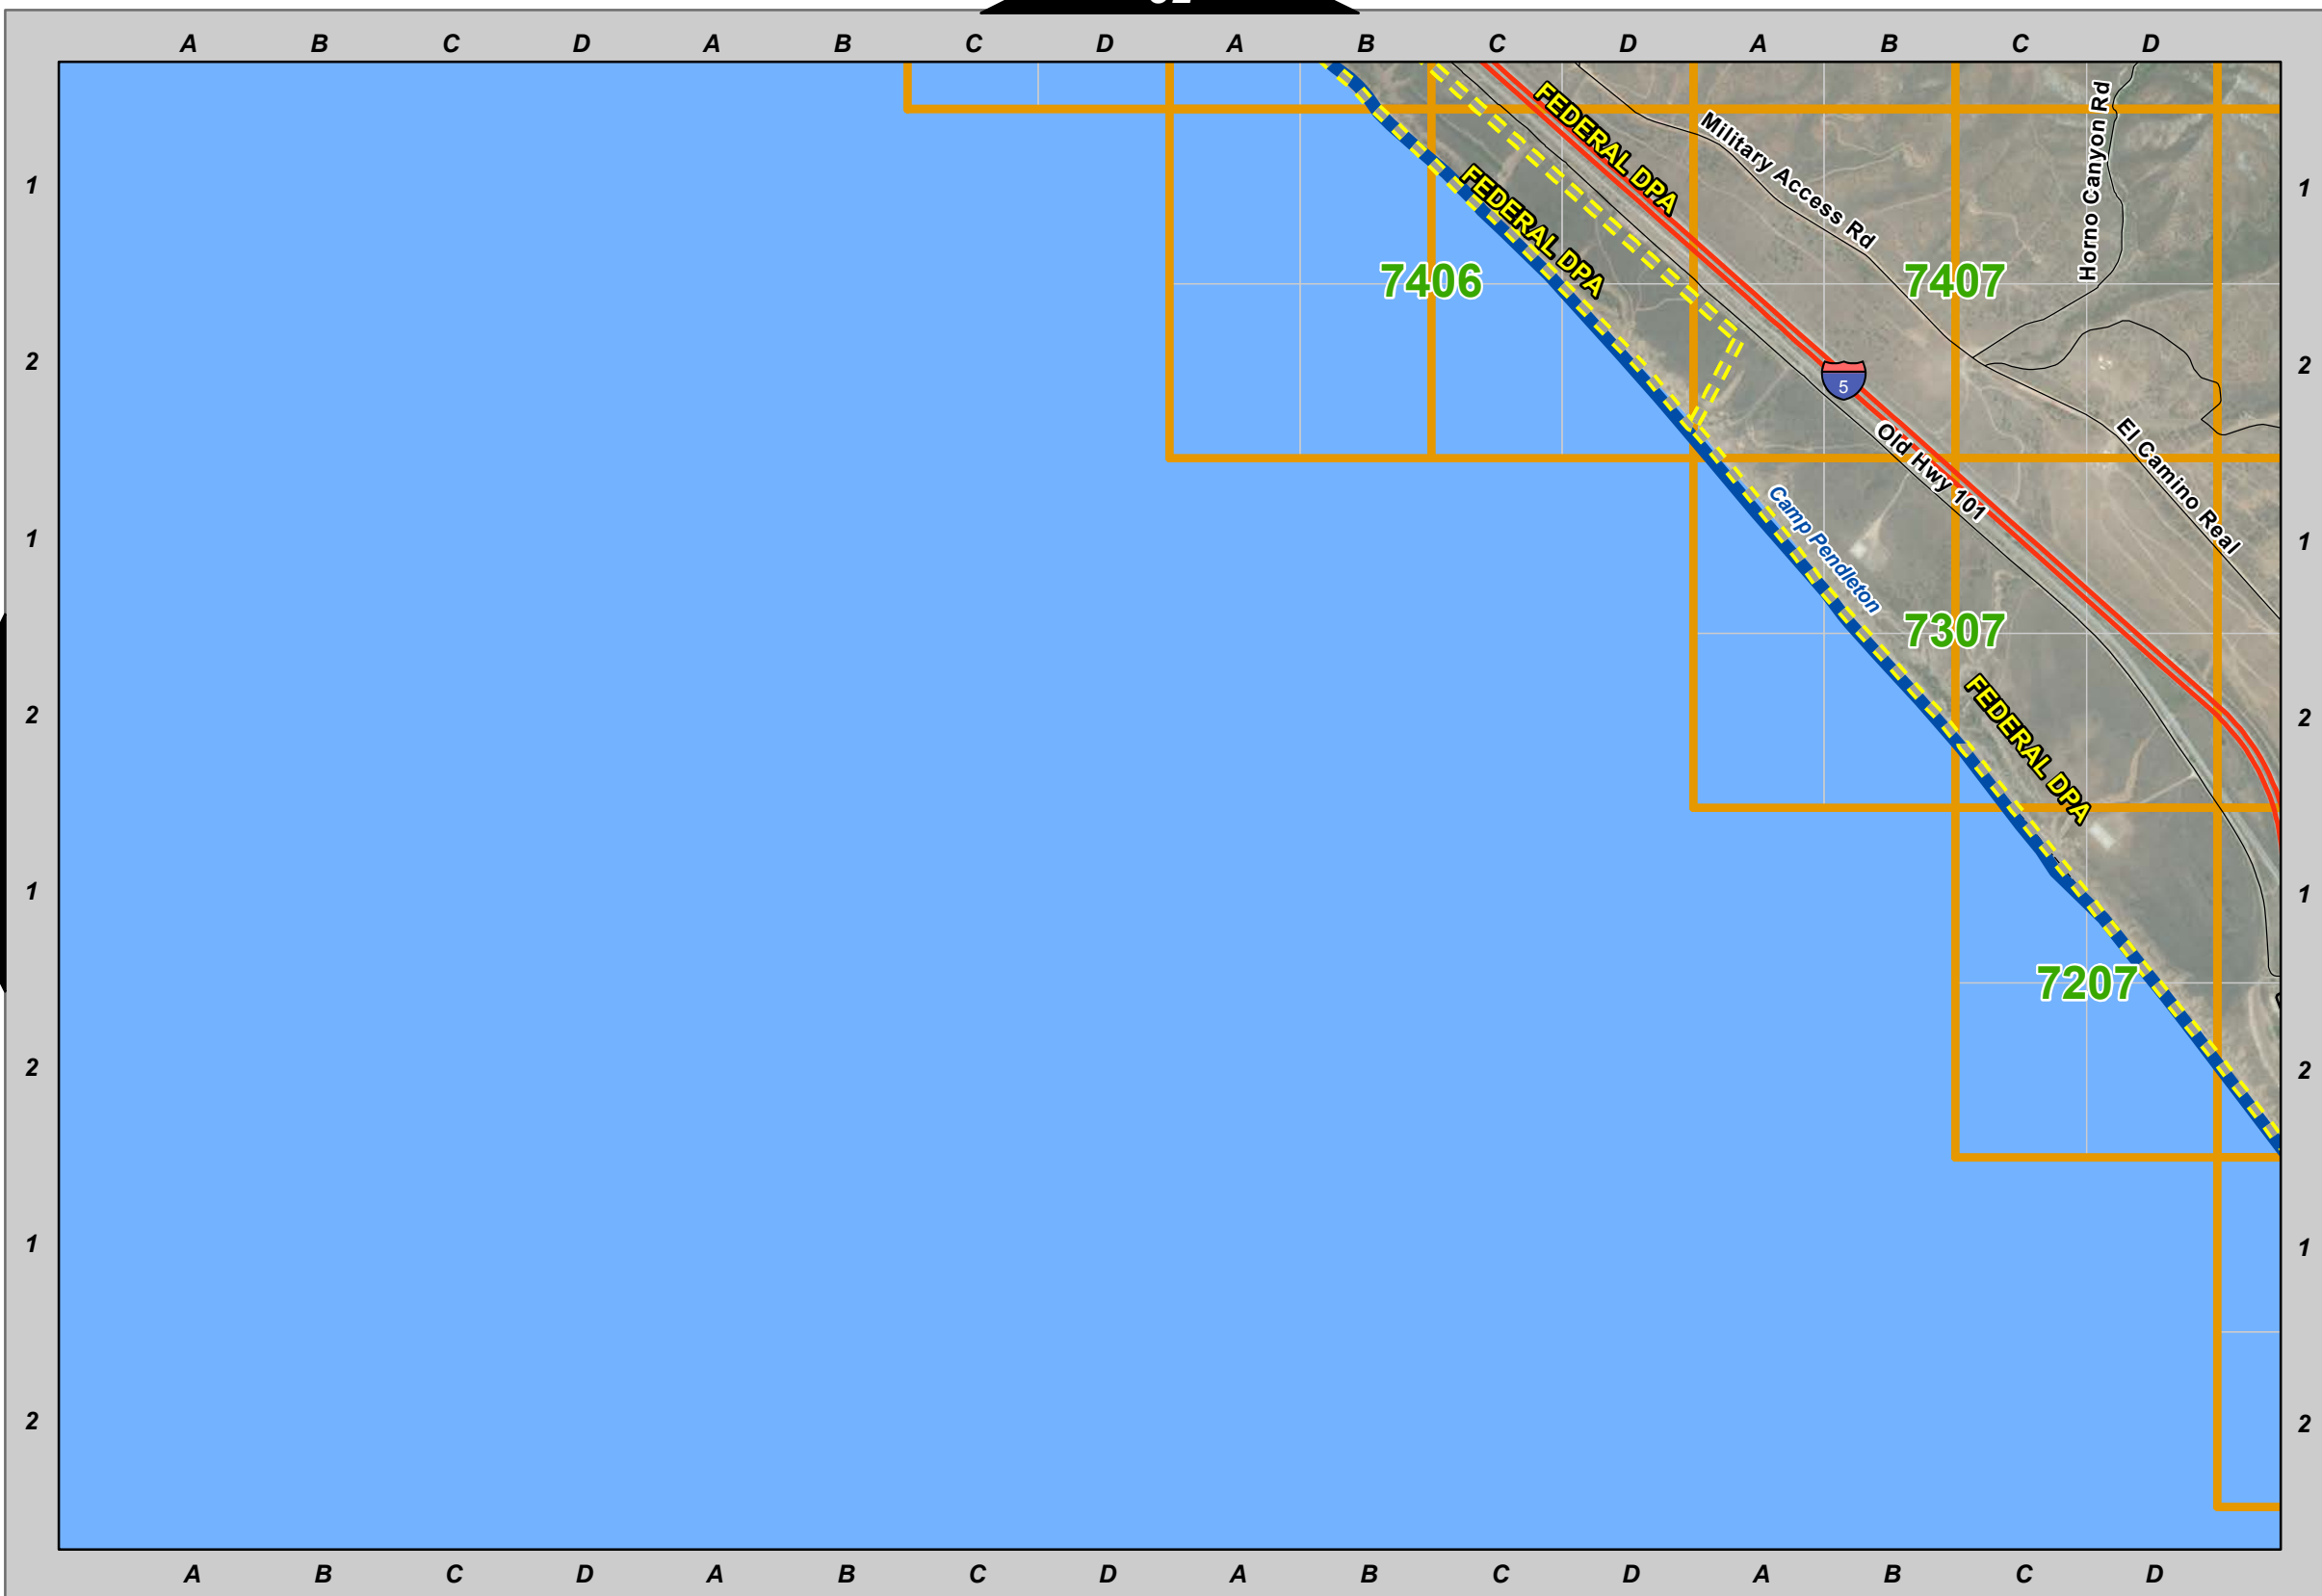 A B C D A B C D A B C D A B C D
FEDERAL DPA
Military Access Rd
Horno Canyon Rd
1 1
FEDERAL DPA
7406 7407
2 2
5
Old Hwy 101
El Camino Real
Camp Pendleton
1 1
7307
FEDERAL DPA
2 2
1 1
7207
2 2
1 1
2 2
A B C D A B C D A B C D A B C D